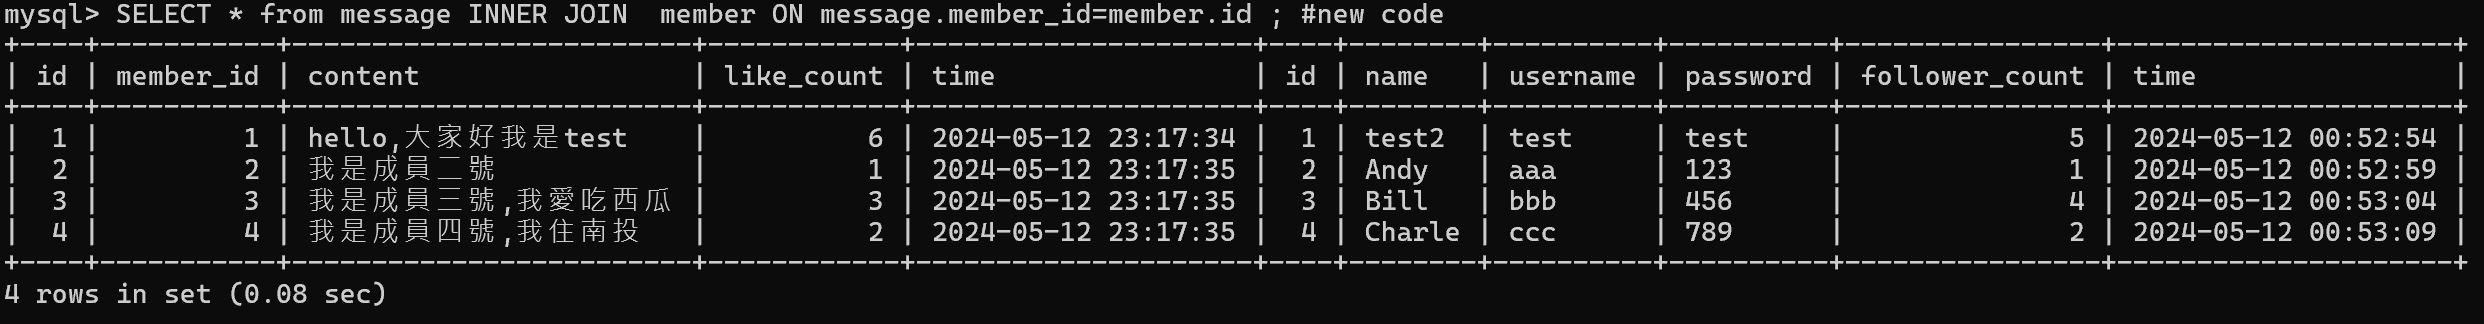 mysql> SELECT * from message INNER JOIN  member ON message.member_id=member.id ; #new code
+----+-----------+-------------------------+------------+---------------------+----+--------+----------+----------+----------------+---------------------+
| id | member_id | content                 | like_count | time                | id | name   | username | password | follower_count | time                |
+----+-----------+-------------------------+------------+---------------------+----+--------+----------+----------+----------------+---------------------+
|  1 |         1 | hello,大家好我是test    |          6 | 2024-05-12 23:17:34 |  1 | test2  | test     | test     |              5 | 2024-05-12 00:52:54 |
|  2 |         2 | 我是成員二號            |          1 | 2024-05-12 23:17:35 |  2 | Andy   | aaa      | 123      |              1 | 2024-05-12 00:52:59 |
|  3 |         3 | 我是成員三號,我愛吃西瓜 |          3 | 2024-05-12 23:17:35 |  3 | Bill   | bbb      | 456      |              4 | 2024-05-12 00:53:04 |
|  4 |         4 | 我是成員四號,我住南投   |          2 | 2024-05-12 23:17:35 |  4 | Charle | ccc      | 789      |              2 | 2024-05-12 00:53:09 |
+----+-----------+-------------------------+------------+---------------------+----+--------+----------+----------+----------------+---------------------+
4 rows in set (0.08 sec)